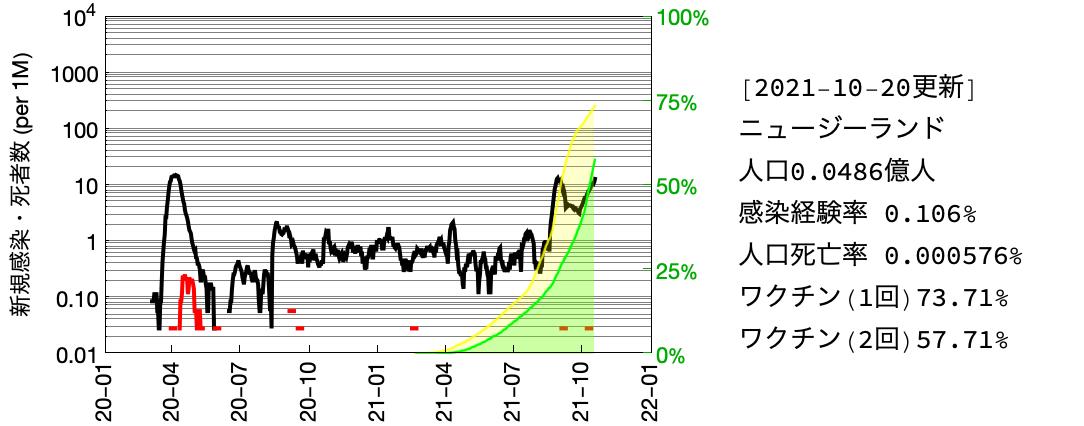 新規感染・死者数 (per 1M)
10^4
1000
100
10
1
0.10
0.01
100%
75%
50%
25%
0%
20-01
20-04
20-07
20-10
21-01
21-04
21-07
21-10
22-01
[2021-10-20更新]
ニュージーランド
人口0.0486億人
感染経験率 0.106%
人口死亡率 0.000576%
ワクチン(1回)73.71%
ワクチン(2回)57.71%